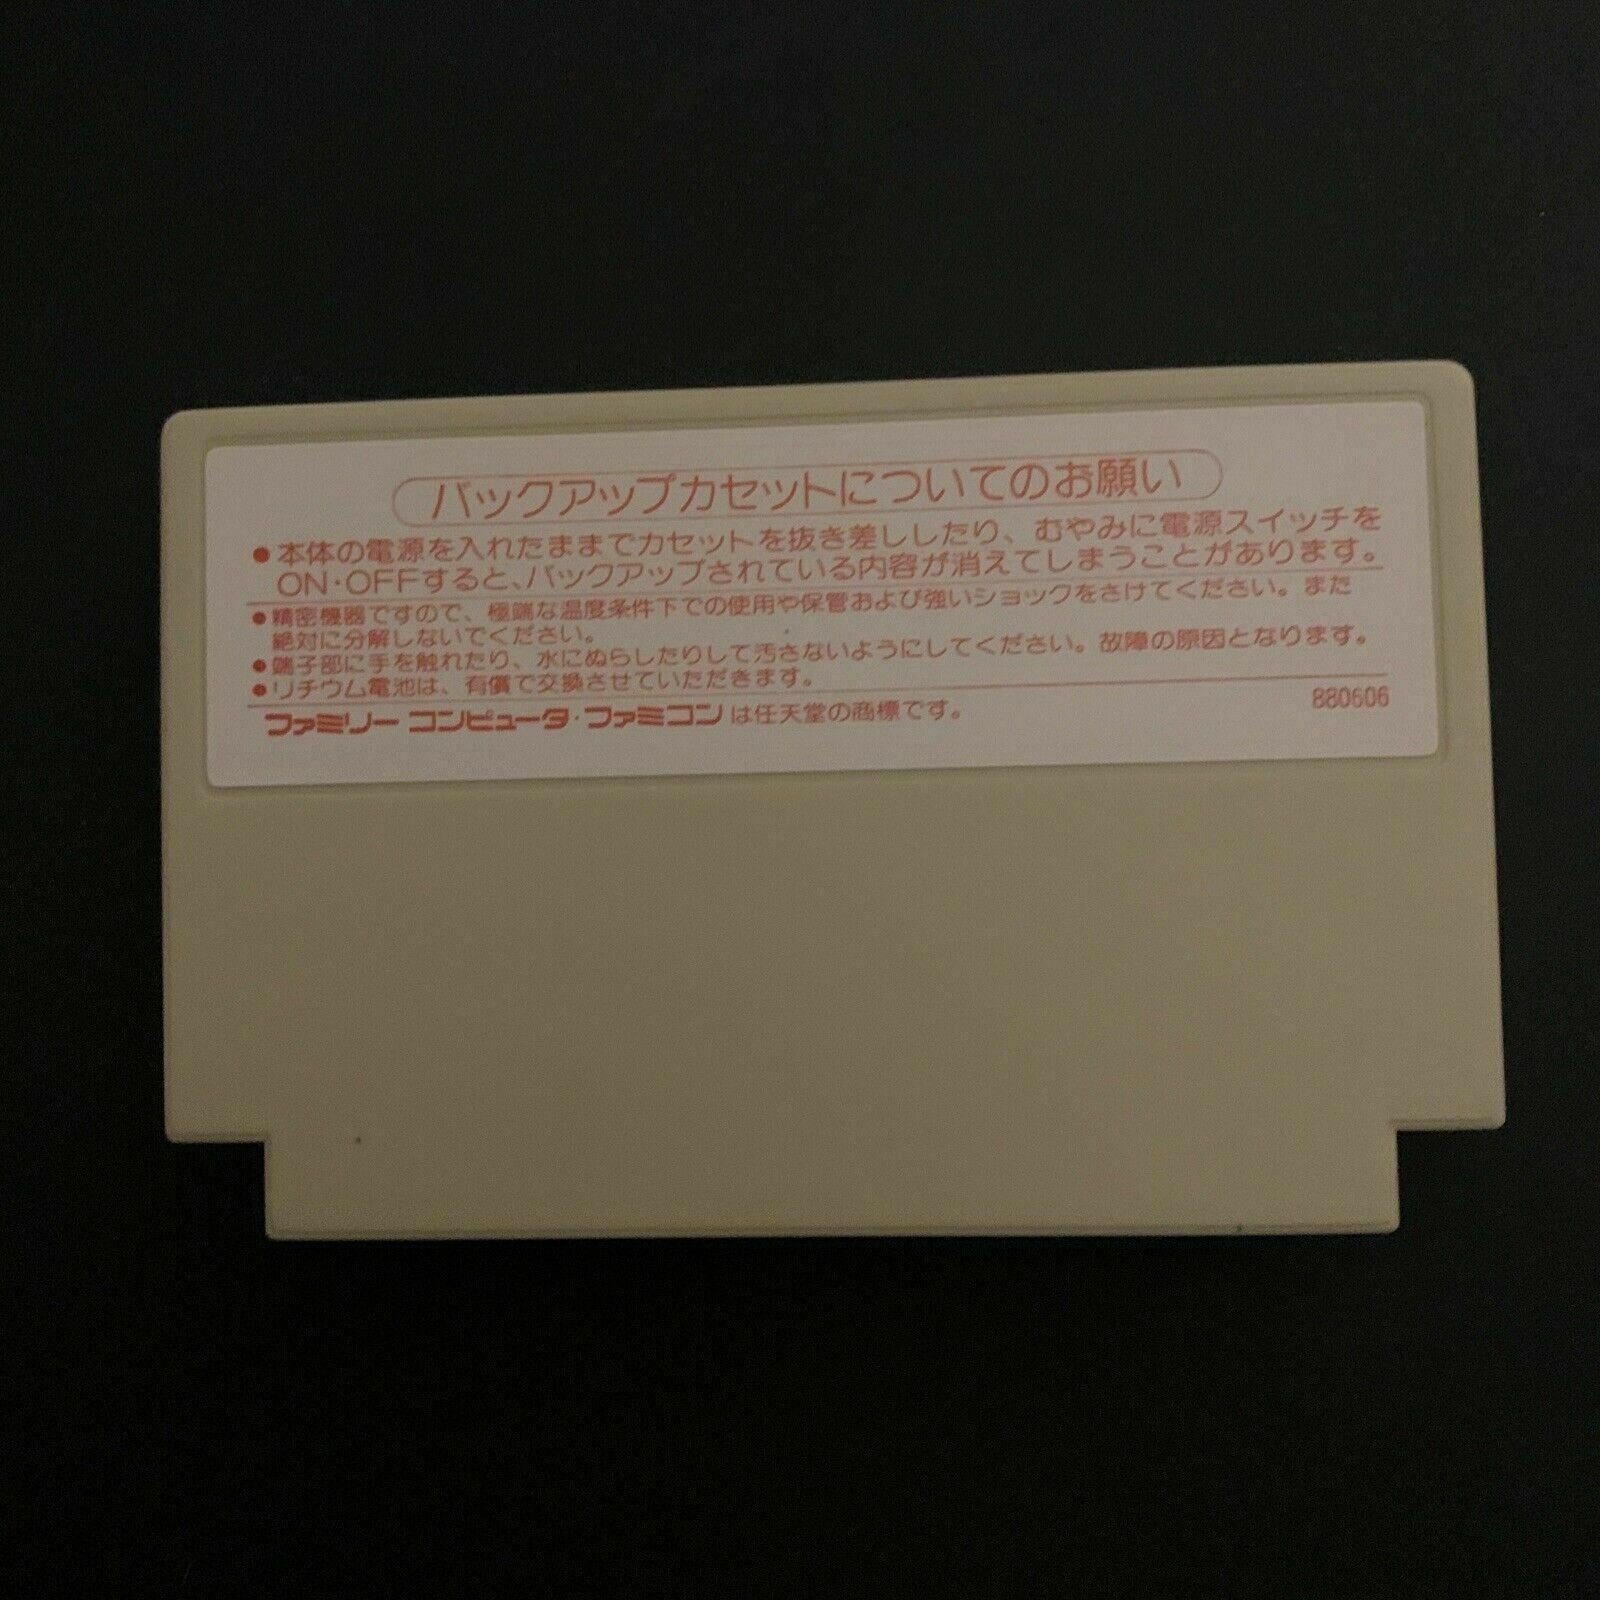 バックアップカセットについてのお願い
●本体の電源を入れたままでカセットを抜き差ししたり、むやみに電源スイッチを
ON・OFFすると、バックアップされている内容が消えてしまうことがあります。
●精密機器ですので、極端な温度条件下での使用や保管および強いショックをさけてください。また
絶対に分解しないでください。
●端子部に手を触れたり、水にぬらしたりして汚さないようにしてください。故障の原因となります。
●リチウム電池は、有償で交換させていただきます。
ファミリー コンピュータ・ファミコンは任天堂の商標です。 880606